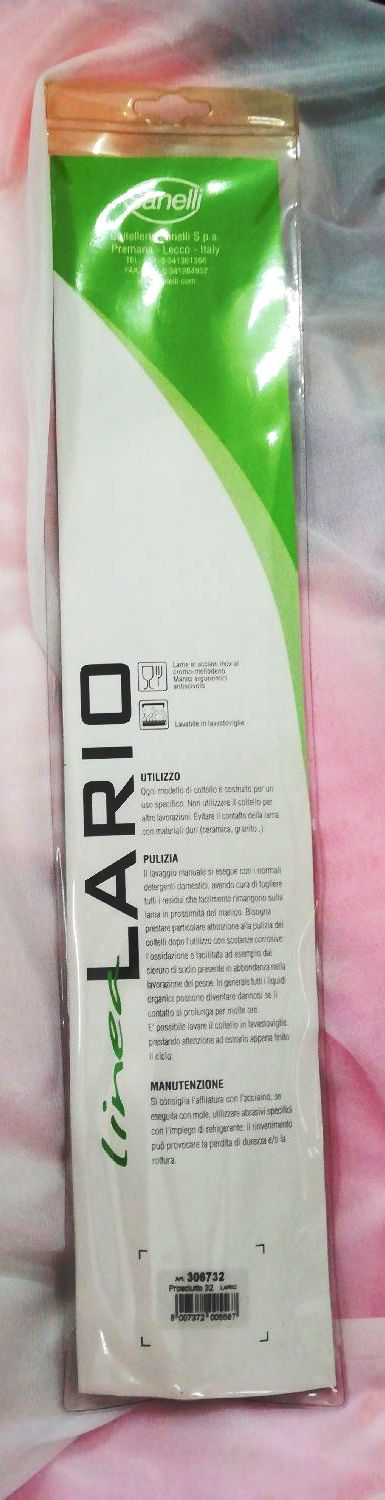 Sanelli
Coltellerie Sanelli S.p.a.
Premana - Lecco - Italy
linea LARIO
Lame in acciaio inox al
cromo-molibdeno
Manici ergonomici
antiscivolo
Lavabile in lavastoviglie
UTILIZZO
Ogni modello di coltello è costruito per un
uso specifico. Non utilizzare il coltello per
altre lavorazioni. Evitare il contatto della lama
con materiali duri (ceramica, granito..).
PULIZIA
Il lavaggio manuale si esegue con i normali
detergenti domestici, avendo cura di togliere
tutti i residui che facilmente rimangono sulla
lama in prossimità del manico. Bisogna
prestare particolare attenzione alla pulizia dei
coltelli dopo l'utilizzo con sostanze corrosive:
l'ossidazione è facilitata ad esempio dal
cloruro di sodio presente in abbondanza nella
lavorazione del pesce. In generale tutti i liquidi
organici possono diventare dannosi se il
contatto si prolunga per molte ore.
E' possibile lavare il coltello in lavastoviglie
prestando attenzione ad estrarlo appena finito
il ciclo.
MANUTENZIONE
Si consiglia l'affilatura con l'acciaino, se
eseguita con mole, utilizzare abrasivi specifici
con l'impiego di refrigerante: il rinvenimento
può provocare la perdita di durezza e/o la
rottura.
Art. 306732
Prosciutto 32 LARIO
8 007372 006567